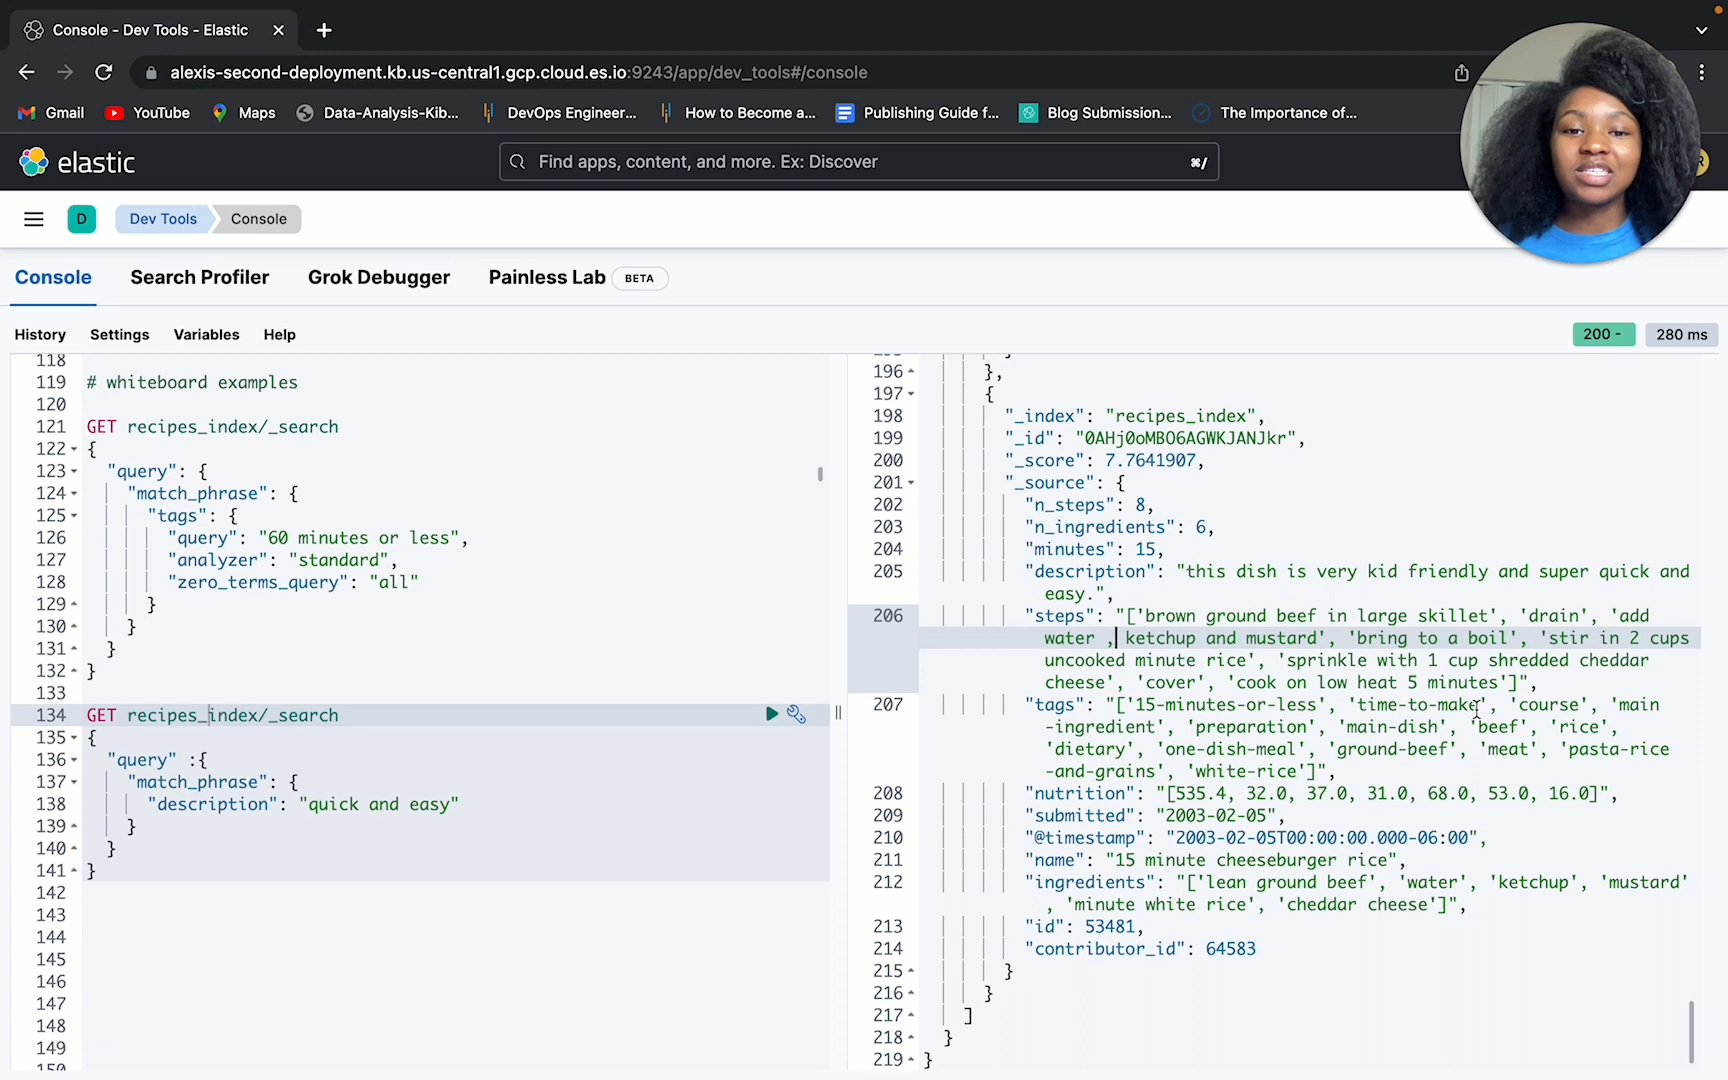 Console - Dev Tools - Elastic
alexis-second-deployment.kb.us-central1.gcp.cloud.es.io:9243/app/dev_tools#/console
Gmail YouTube Maps Data-Analysis-Kib... DevOps Engineer... How to Become a... Publishing Guide f... Blog Submission... The Importance of...
elastic Find apps, content, and more. Ex: Discover ⌘/ R
D Dev Tools Console
Console Search Profiler Grok Debugger Painless Lab BETA
History Settings Variables Help 200 - 280 ms
118
119 # whiteboard examples
120
121 GET recipes_index/_search
122 {
123 "query": {
124 "match_phrase": {
125 "tags": {
126 "query": "60 minutes or less",
127 "analyzer": "standard",
128 "zero_terms_query": "all"
129 }
130 }
131 }
132 }
133
134 GET recipes_index/_search
135 {
136 "query" :{
137 "match_phrase": {
138 "description": "quick and easy"
139 }
140 }
141 }
142
143
144
145
146
147
148
149
150
195 }
196 },
197 {
198 "_index": "recipes_index",
199 "_id": "0AHj0oMBO6AGWKJANJkr",
200 "_score": 7.7641907,
201 "_source": {
202 "n_steps": 8,
203 "n_ingredients": 6,
204 "minutes": 15,
205 "description": "this dish is very kid friendly and super quick and
easy.",
206 "steps": "['brown ground beef in large skillet', 'drain', 'add
water , ketchup and mustard', 'bring to a boil', 'stir in 2 cups
uncooked minute rice', 'sprinkle with 1 cup shredded cheddar
cheese', 'cover', 'cook on low heat 5 minutes']",
207 "tags": "['15-minutes-or-less', 'time-to-make', 'course', 'main
-ingredient', 'preparation', 'main-dish', 'beef', 'rice',
'dietary', 'one-dish-meal', 'ground-beef', 'meat', 'pasta-rice
-and-grains', 'white-rice']",
208 "nutrition": "[535.4, 32.0, 37.0, 31.0, 68.0, 53.0, 16.0]",
209 "submitted": "2003-02-05",
210 "@timestamp": "2003-02-05T00:00:00.000-06:00",
211 "name": "15 minute cheeseburger rice",
212 "ingredients": "['lean ground beef', 'water', 'ketchup', 'mustard'
, 'minute white rice', 'cheddar cheese']",
213 "id": 53481,
214 "contributor_id": 64583
215 }
216 }
217 ]
218 }
219 }